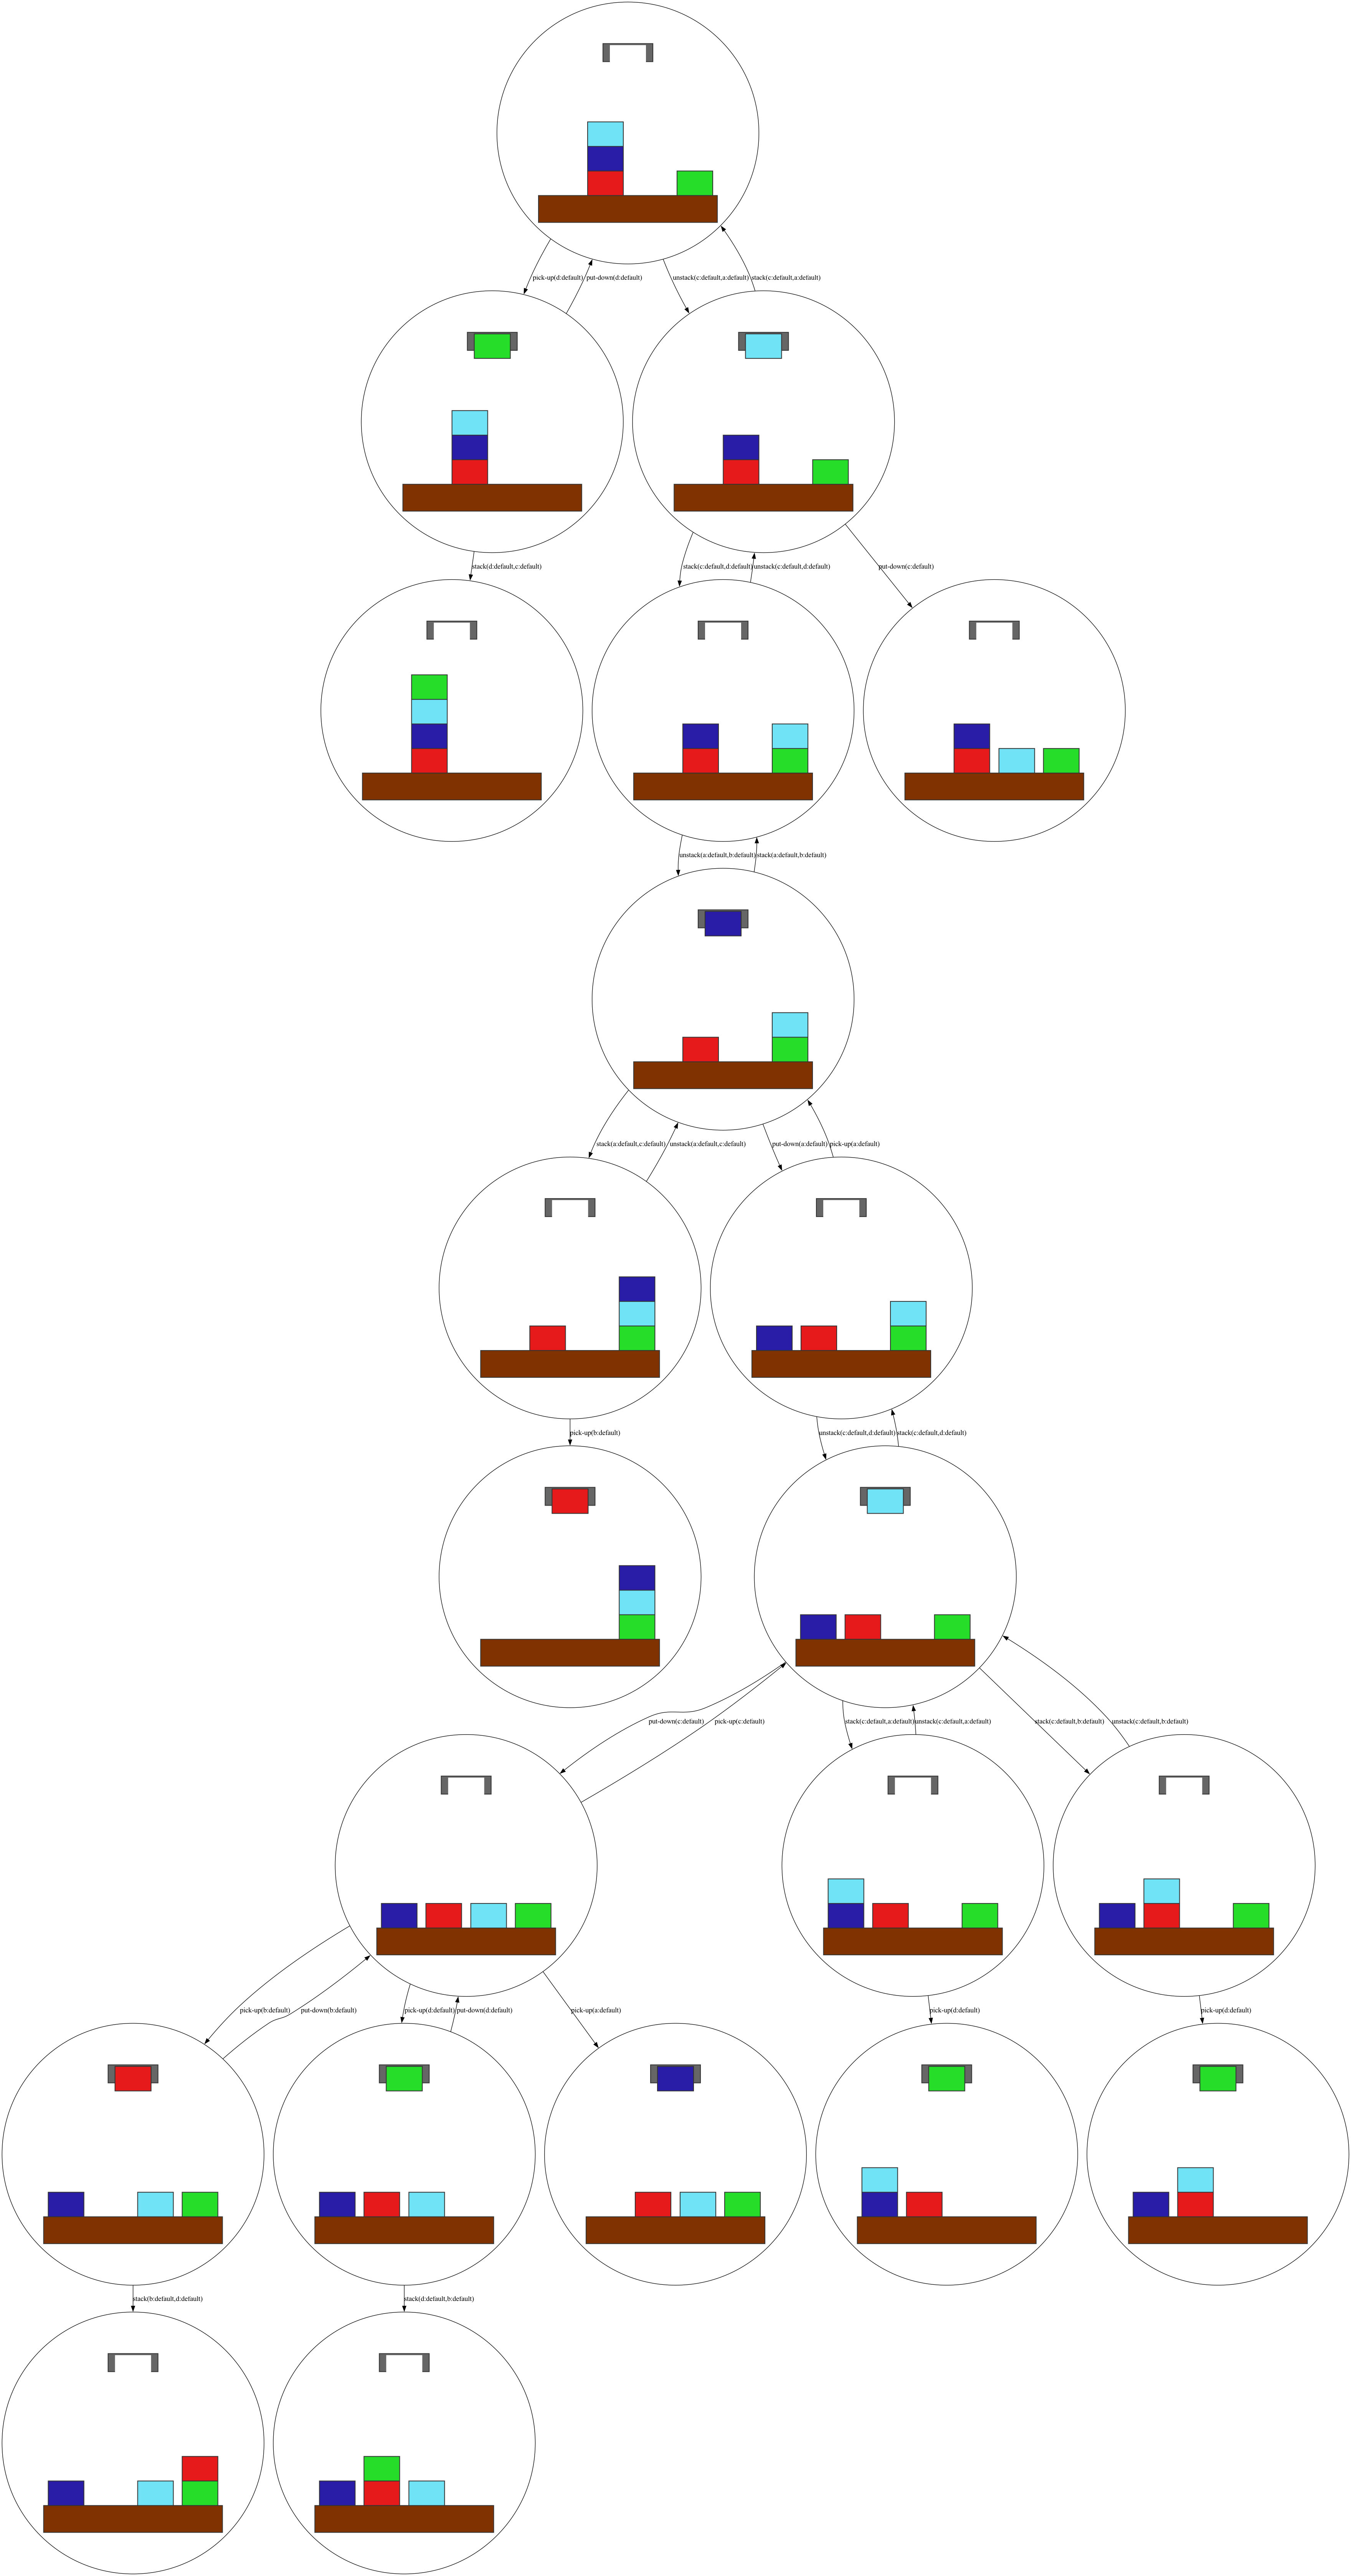 pick-up(d:default)
put-down(d:default)
unstack(c:default,a:default)
stack(c:default,a:default)
stack(d:default,c:default)
stack(c:default,d:default)
unstack(c:default,d:default)
put-down(c:default)
unstack(a:default,b:default)
stack(a:default,b:default)
stack(a:default,c:default)
unstack(a:default,c:default)
put-down(a:default)
pick-up(a:default)
pick-up(b:default)
unstack(c:default,d:default)
stack(c:default,d:default)
put-down(c:default)
pick-up(c:default)
stack(c:default,a:default)
unstack(c:default,a:default)
stack(c:default,b:default)
unstack(c:default,b:default)
pick-up(b:default)
put-down(b:default)
pick-up(d:default)
put-down(d:default)
pick-up(a:default)
pick-up(d:default)
pick-up(d:default)
stack(b:default,d:default)
stack(d:default,b:default)